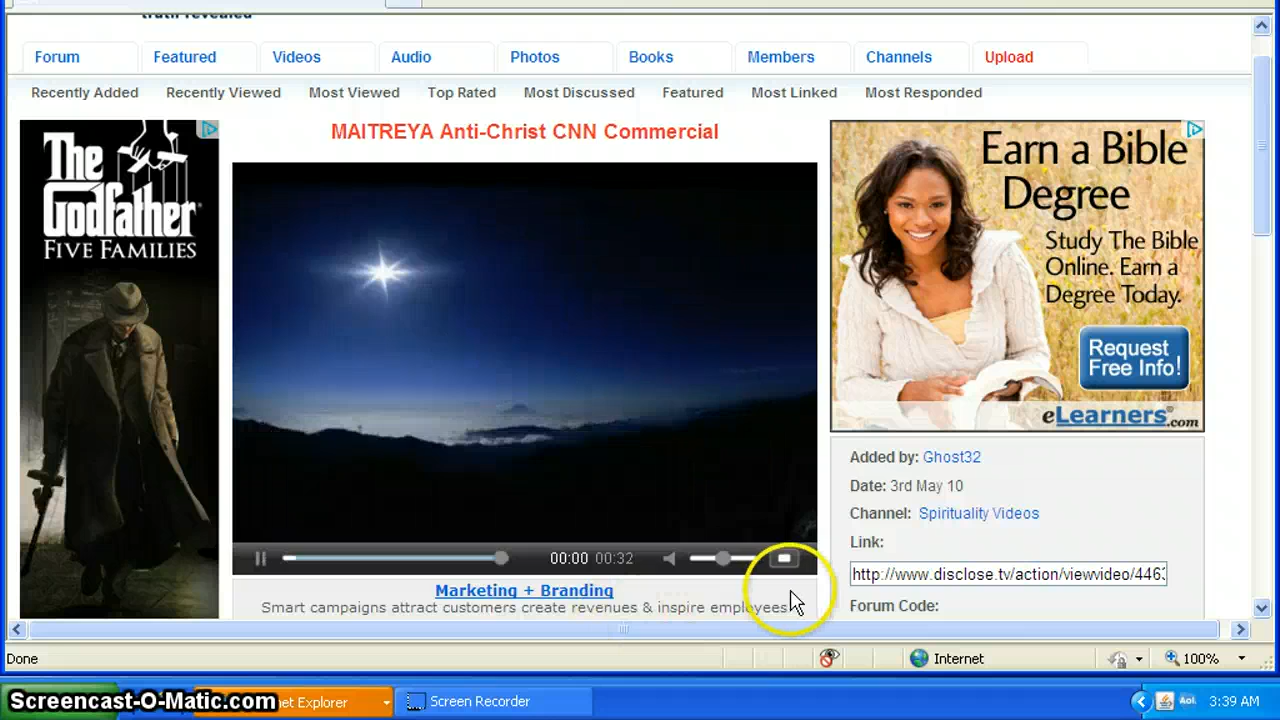 truth revealed
Forum Featured Videos Audio Photos Books Members Channels Upload
Recently Added Recently Viewed Most Viewed Top Rated Most Discussed Featured Most Linked Most Responded
The
Godfather
FIVE FAMILIES
MAITREYA Anti-Christ CNN Commercial
00:00 00:32
Marketing + Branding
Smart campaigns attract customers create revenues & inspire employees
Earn a Bible
Degree
Study The Bible
Online. Earn a
Degree Today.
Request
Free Info!
eLearners.com
Added by: Ghost32
Date: 3rd May 10
Channel: Spirituality Videos
Link:
http://www.disclose.tv/action/viewvideo/446
Forum Code:
Done Internet 100%
Screencast-O-Matic.com
net Explorer Screen Recorder Aol. 3:39 AM